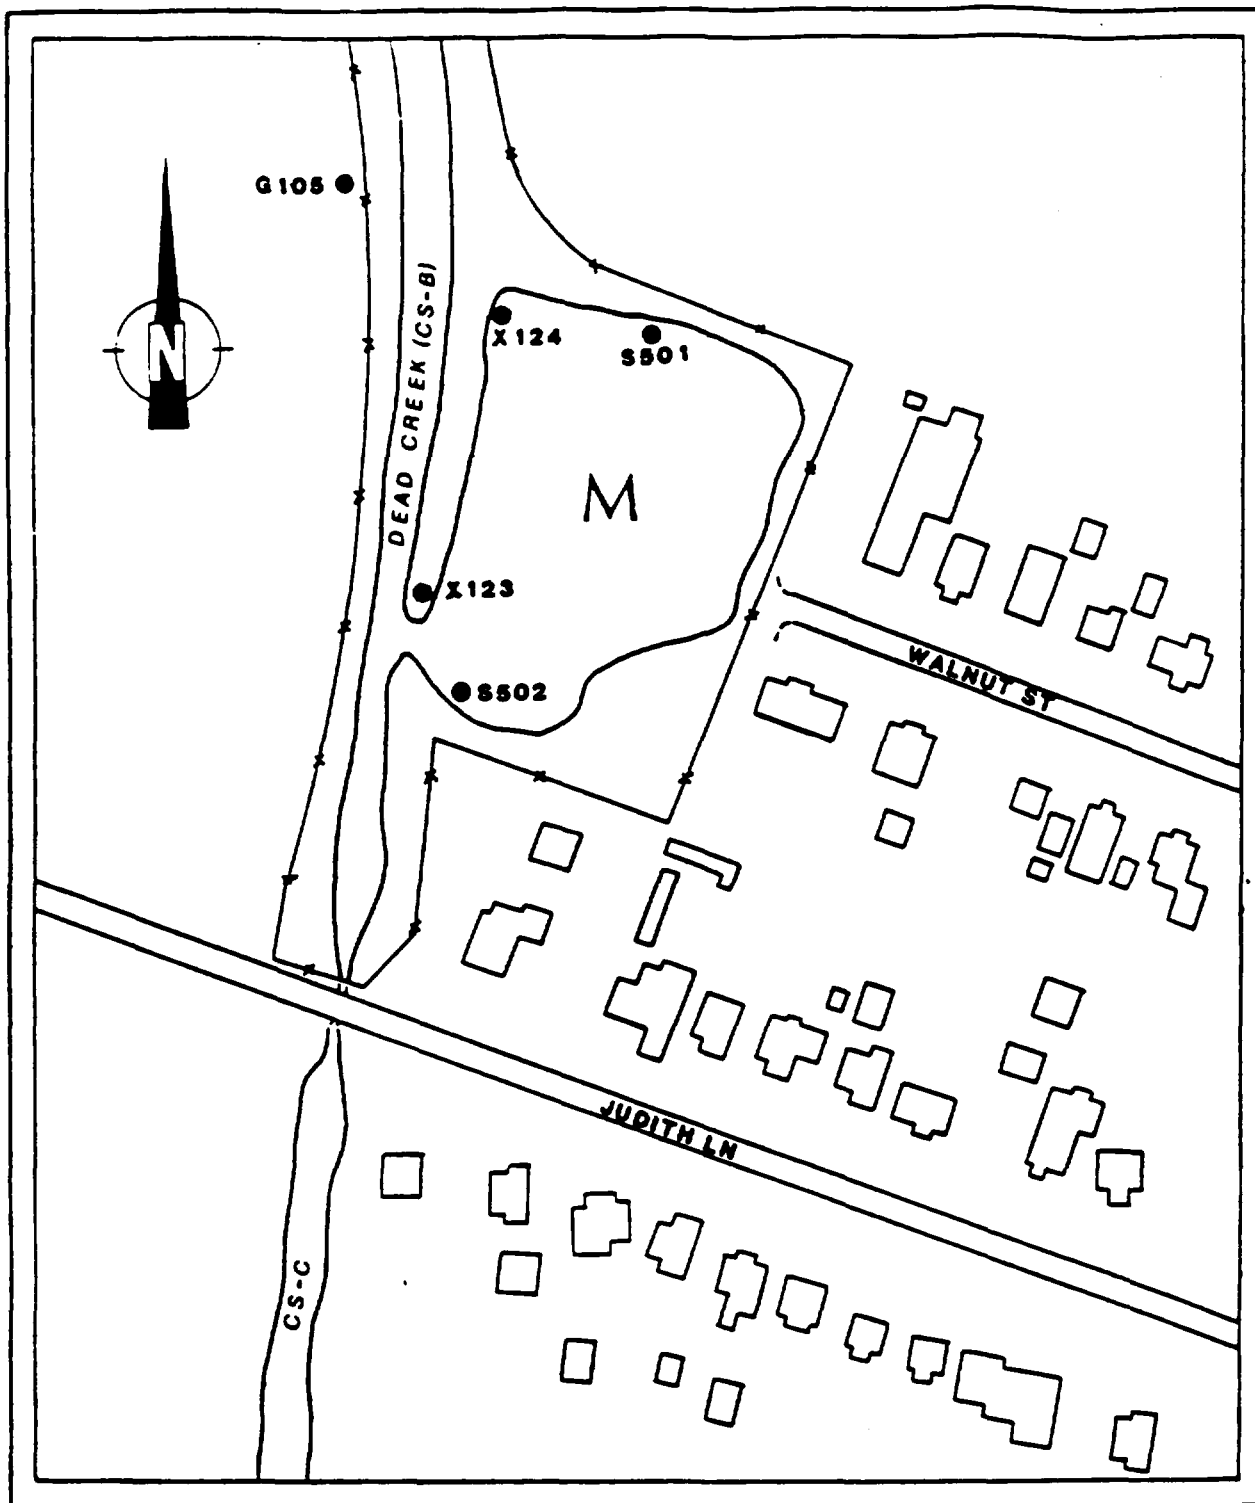 G105
DEAD CREEK (CS-B)
X124
S501
N
M
X123
WALNUT ST
S502
JUDITH LN
CS-C